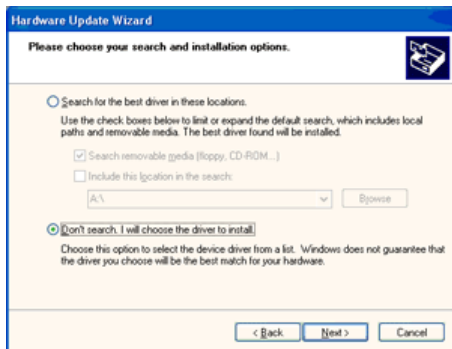 Hardware Update Wizard
Please choose your search and installation options.
Search for the best driver in these locations.
Use the check boxes below to limit or expand the default search, which includes local
paths and removable media. The best driver found will be installed.
Search removable media (floppy, CD-ROM...)
Include this location in the search:
A:\
Browse
Don't search. I will choose the driver to install.
Choose this option to select the device driver from a list. Windows does not guarantee that
the driver you choose will be the best match for your hardware.
< Back Next > Cancel